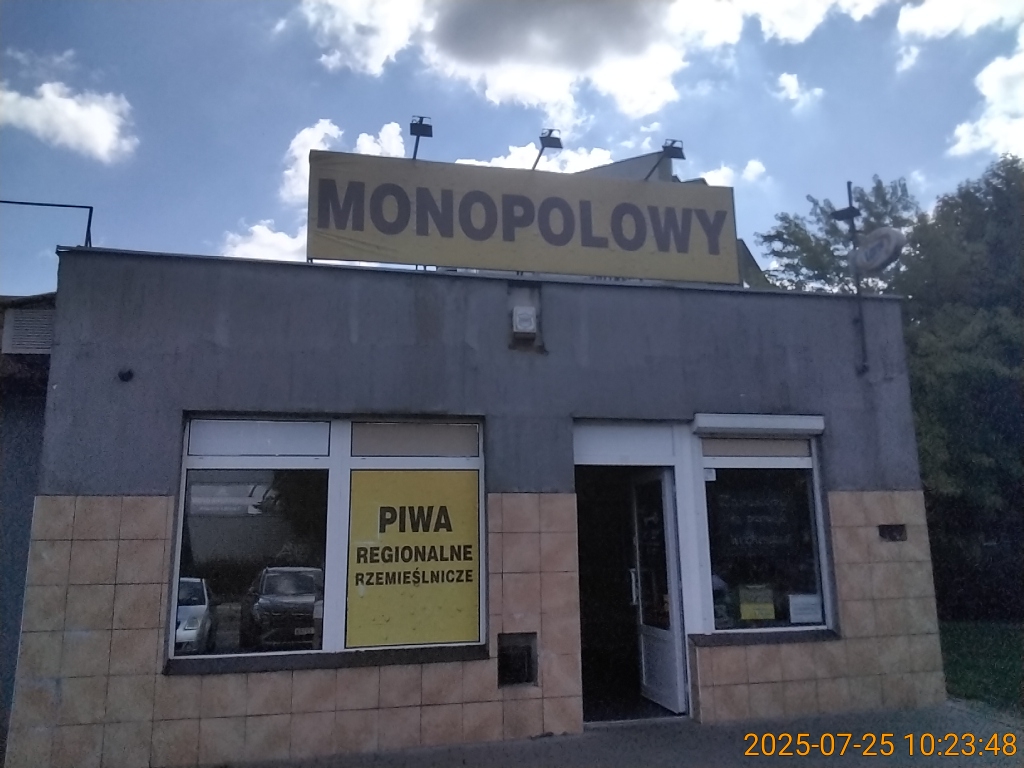 MONOPOLOWY
PIWA
REGIONALNE
RZEMIEŚLNICZE
2025-07-25 10:23:48